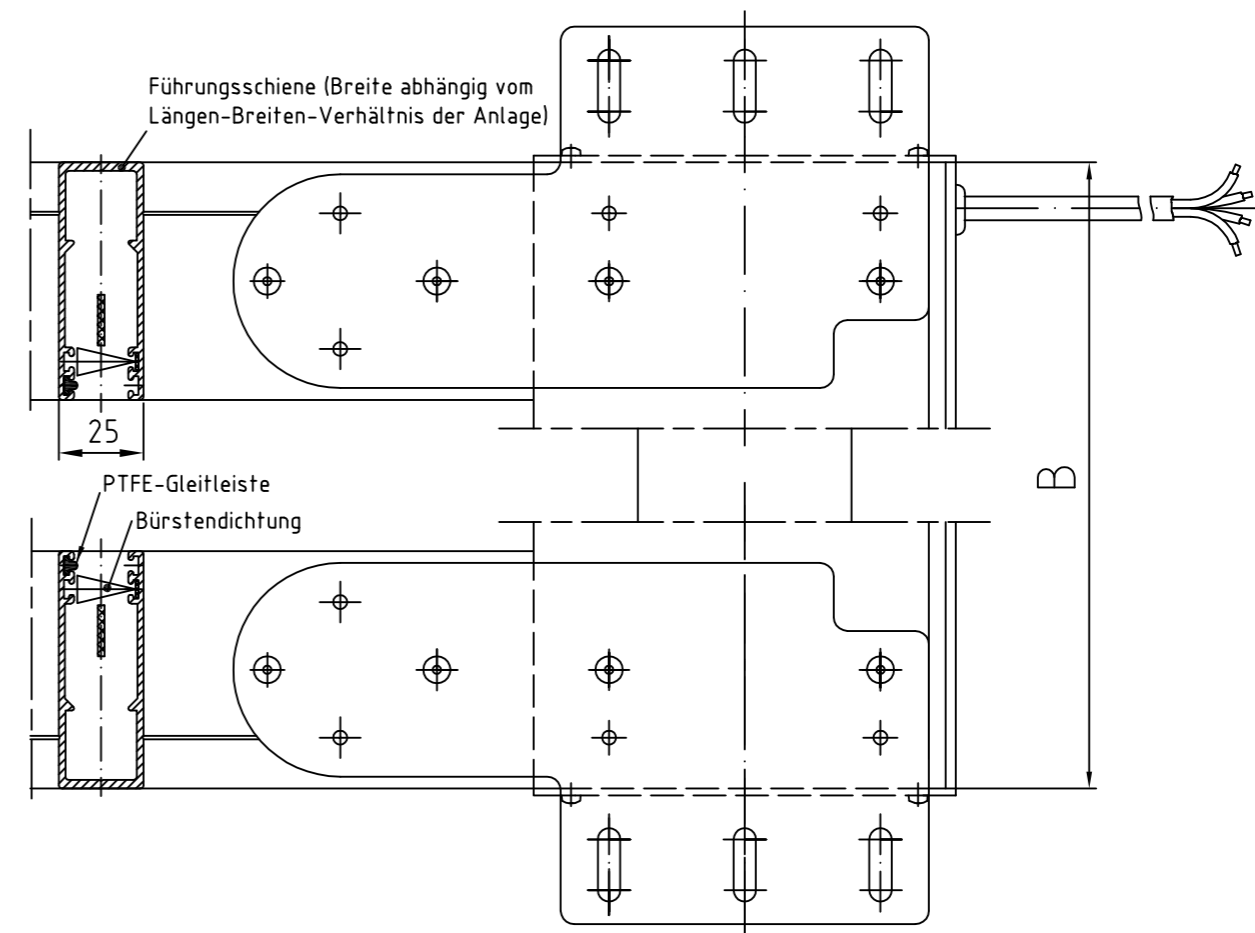 Führungsschiene (Breite abhängig vom
Längen-Breiten-Verhältnis der Anlage)
25
PTFE-Gleitleiste
Bürstendichtung
B